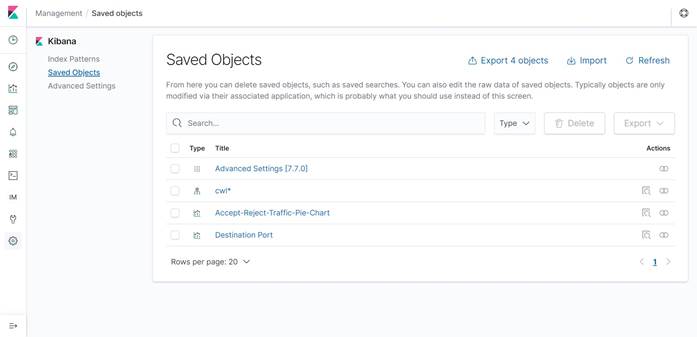 Management / Saved objects
Kibana
Index Patterns
Saved Objects
Advanced Settings
IM
Saved Objects
Export 4 objects
Import
Refresh
From here you can delete saved objects, such as saved searches. You can also edit the raw data of saved objects. Typically objects are only
modified via their associated application, which is probably what you should use instead of this screen.
Search...
Type
Delete
Export
Type Title Actions
Advanced Settings [7.7.0]
cwl*
Accept-Reject-Traffic-Pie-Chart
Destination Port
Rows per page: 20
1